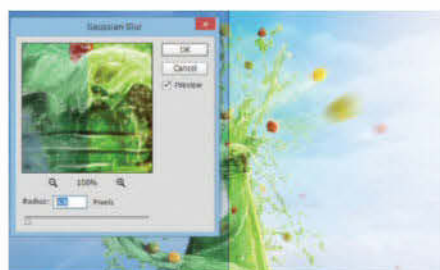 Gaussian Blur
OK
Cancel
Preview
100%
Radius:
Pixels